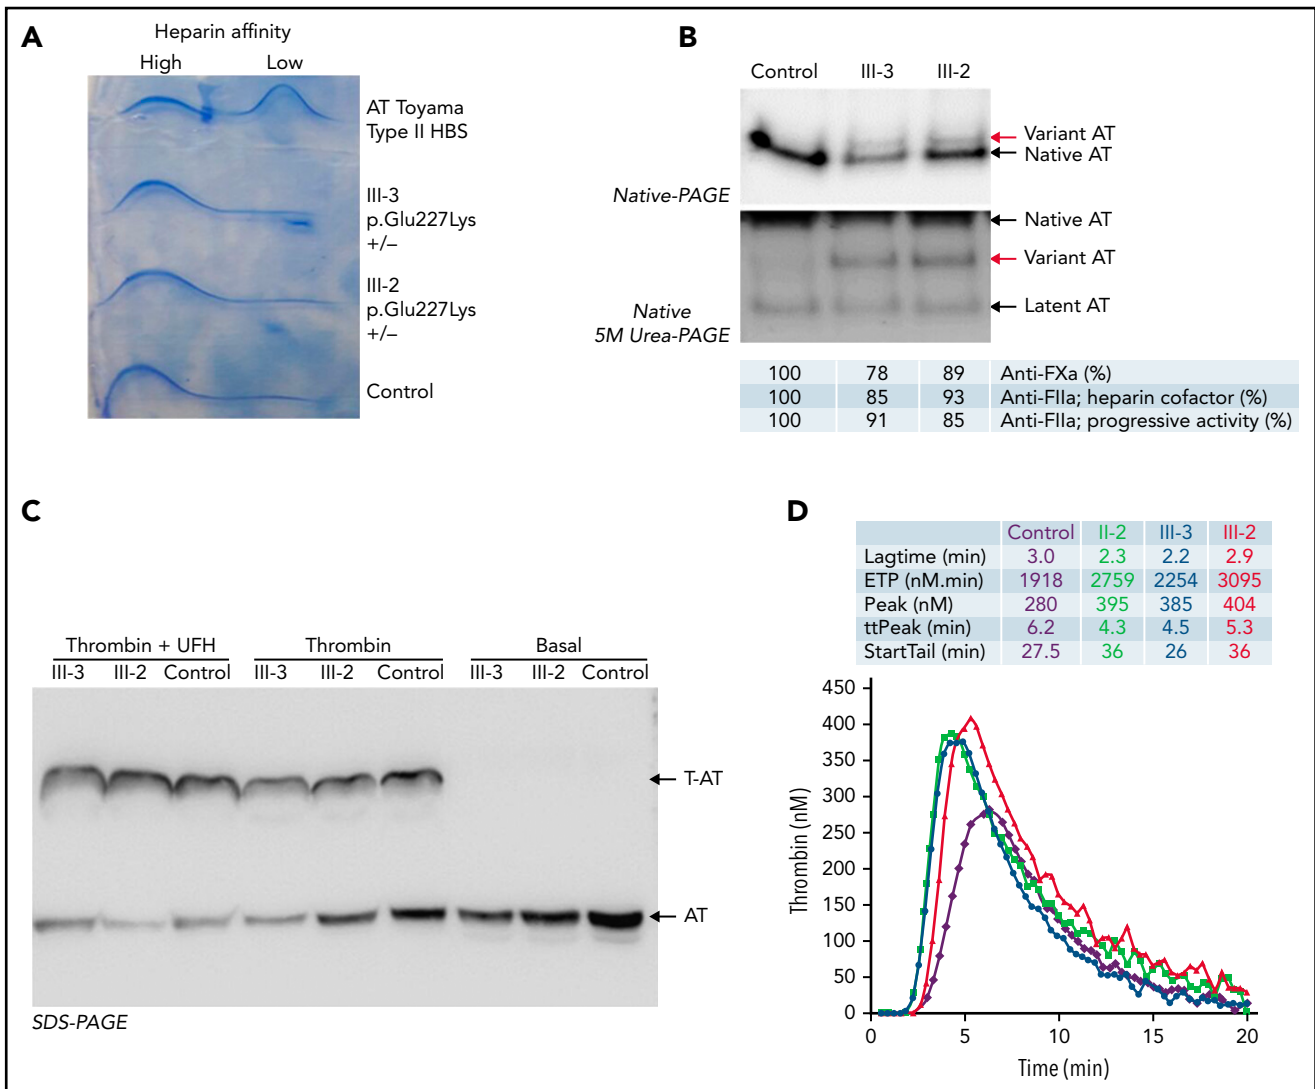 A
Heparin affinity
High Low
AT Toyama
Type II HBS
III-3
p.Glu227Lys
+/–
III-2
p.Glu227Lys
+/–
Control
B
Control III-3 III-2
Variant AT
Native AT
Native-PAGE
Native AT
Variant AT
Latent AT
Native
5M Urea-PAGE
100 78 89 Anti-FXa (%)
100 85 93 Anti-FIIa; heparin cofactor (%)
100 91 85 Anti-FIIa; progressive activity (%)
C
Thrombin + UFH Thrombin Basal
III-3 III-2 Control III-3 III-2 Control III-3 III-2 Control
T-AT
AT
SDS-PAGE
D
Control II-2 III-3 III-2
Lagtime (min) 3.0 2.3 2.2 2.9
ETP (nM.min) 1918 2759 2254 3095
Peak (nM) 280 395 385 404
ttPeak (min) 6.2 4.3 4.5 5.3
StartTail (min) 27.5 36 26 36
450
400
350
300
250
200
150
100
50
0
Thrombin (nM)
0 5 10 15 20
Time (min)